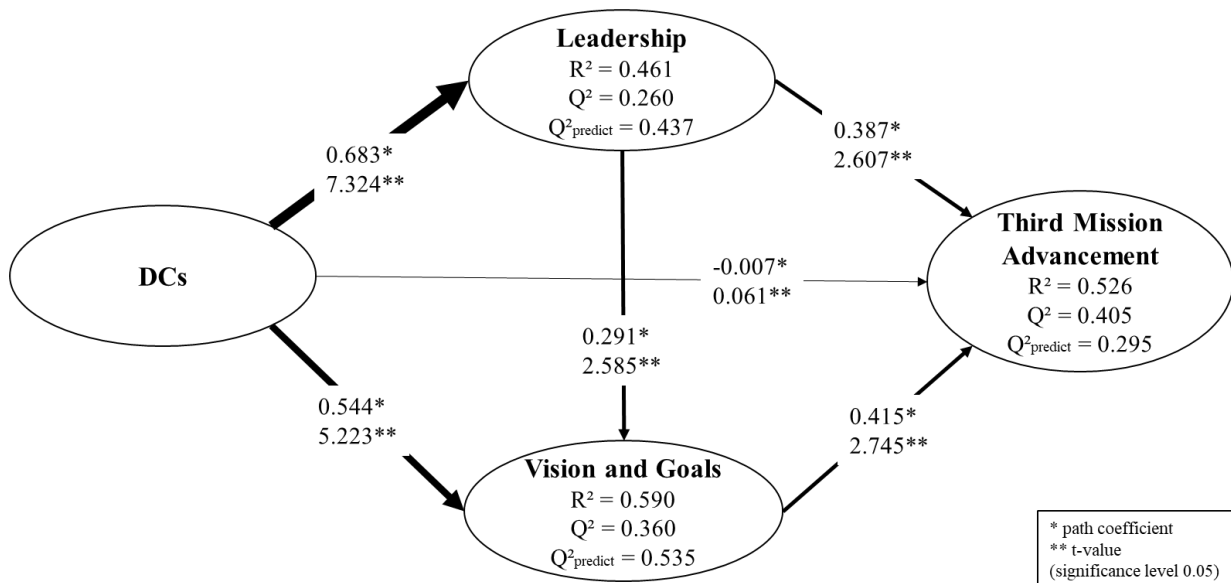 Leadership
R² = 0.461
Q² = 0.260
Q²predict = 0.437
0.683*
7.324**
0.387*
2.607**
DCs
-0.007*
0.061**
Third Mission
Advancement
R² = 0.526
Q² = 0.405
Q²predict = 0.295
0.291*
2.585**
0.544*
5.223**
0.415*
2.745**
Vision and Goals
R² = 0.590
Q² = 0.360
Q²predict = 0.535
* path coefficient
** t-value
(significance level 0.05)